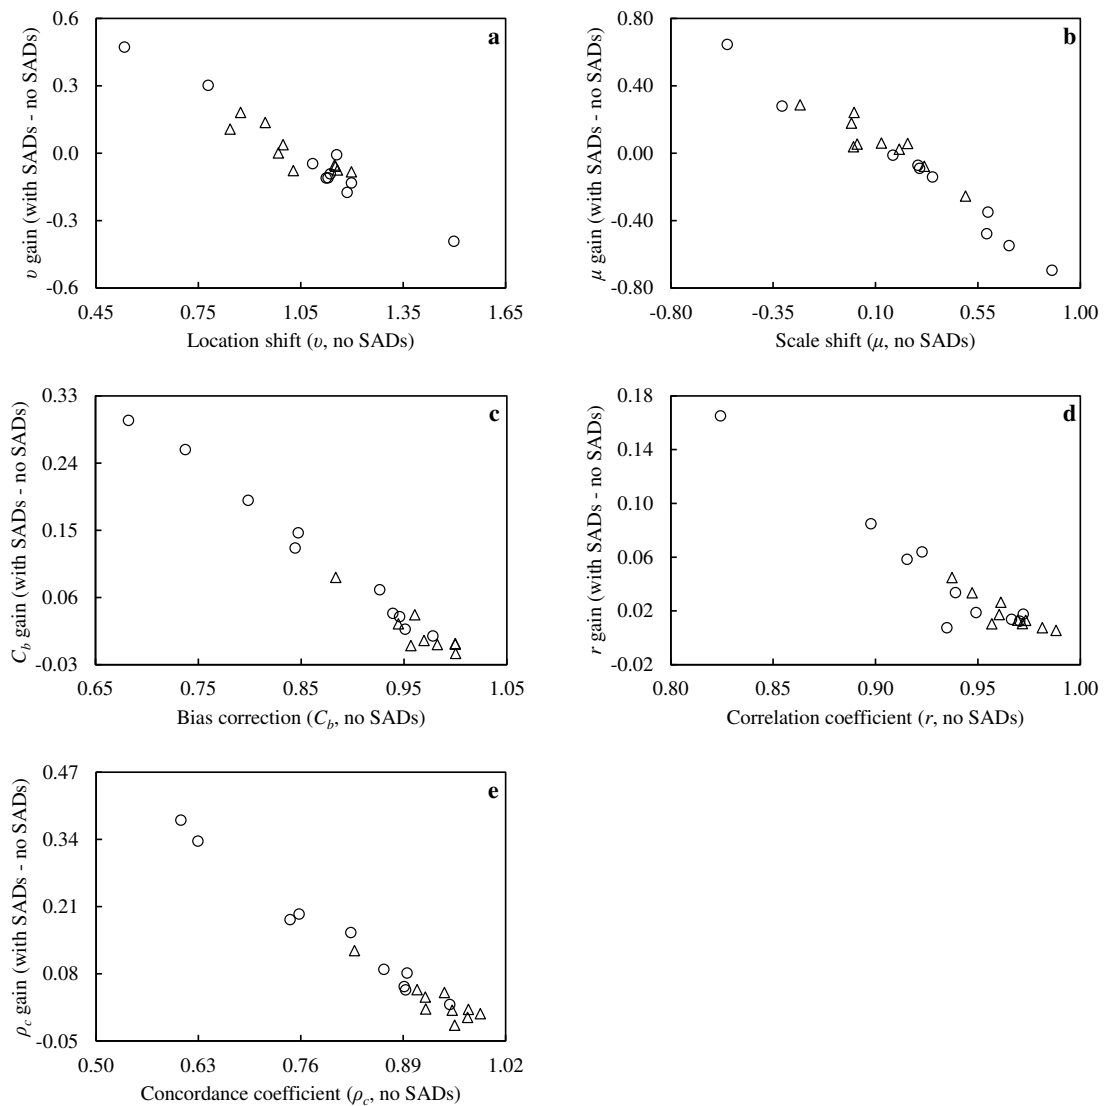 a
υ gain (with SADs - no SADs)
0.6
0.3
0.0
-0.3
-0.6
0.45 0.75 1.05 1.35 1.65
Location shift (υ, no SADs)
b
μ gain (with SADs - no SADs)
0.80
0.40
0.00
-0.40
-0.80
-0.80 -0.35 0.10 0.55 1.00
Scale shift (μ, no SADs)
c
C_b gain (with SADs - no SADs)
0.33
0.24
0.15
0.06
-0.03
0.65 0.75 0.85 0.95 1.05
Bias correction (C_b, no SADs)
d
r gain (with SADs - no SADs)
0.18
0.14
0.10
0.06
0.02
-0.02
0.80 0.90 0.95 1.00
Correlation coefficient (r, no SADs)
e
ρ_c gain (with SADs - no SADs)
0.47
0.34
0.21
0.08
-0.05
0.50 0.63 0.76 0.89 1.02
Concordance coefficient (ρ_c, no SADs)